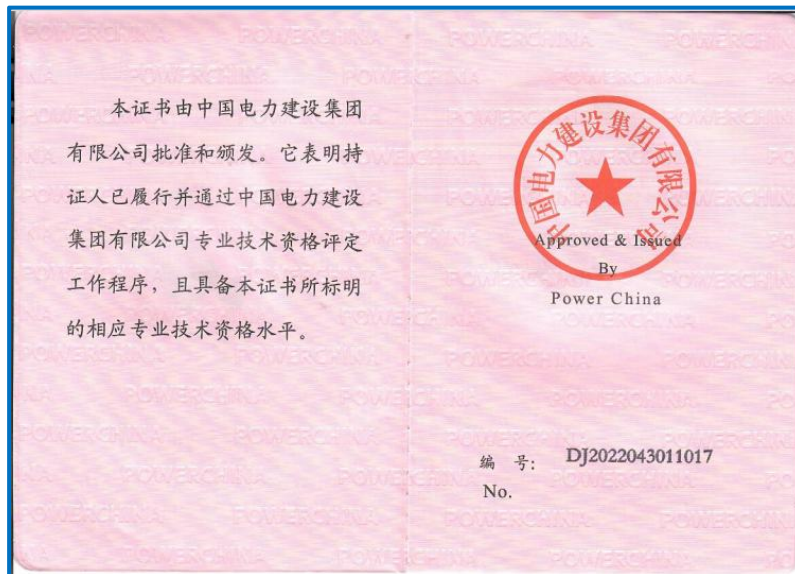 本证书由中国电力建设集团
有限公司批准和颁发。它表明持
证人已履行并通过中国电力建设
集团有限公司专业技术资格评定
工作程序，且具备本证书所标明
的相应专业技术资格水平。
中国电力建设集团有限公司
Approved & Issued
By
Power China
编 号: DJ2022043011017
No.
POWERCHINA